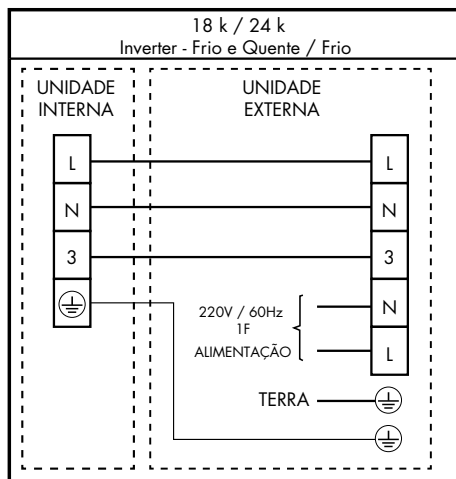 18 k / 24 k
Inverter - Frio e Quente / Frio
UNIDADE
INTERNA
UNIDADE
EXTERNA
L
N
3
L
N
3
N
L
220V / 60Hz
1F
ALIMENTAÇÃO
TERRA